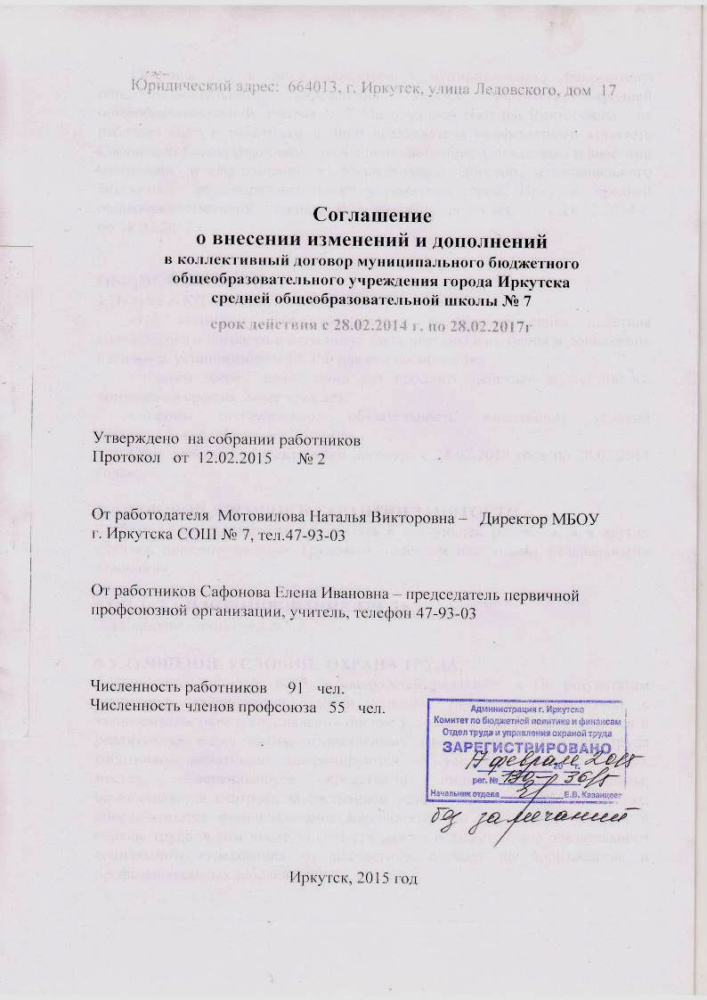 Юридический адрес: 664013, г. Иркутск, улица Ледовского, дом 17
Соглашение
о внесении изменений и дополнений
в коллективный договор муниципального бюджетного
общеобразовательного учреждения города Иркутска
средней общеобразовательной школы № 7
срок действия с 28.02.2014 г. по 28.02.2017г
Утверждено на собрании работников
Протокол от 12.02.2015 № 2
От работодателя Мотовилова Наталья Викторовна – Директор МБОУ
г. Иркутска СОШ № 7, тел.47-93-03
От работников Сафонова Елена Ивановна – председатель первичной
профсоюзной организации, учитель, телефон 47-93-03
Численность работников 91 чел.
Численность членов профсоюза 55 чел.
Администрация г. Иркутска
Комитет по бюджетной политике и финансам
Отдел труда и управления охраной труда
ЗАРЕГИСТРИРОВАНО
17 февраля 20 г. 2015
рег. №
Начальник отдела Е.В. Казанцева
без замечаний
Иркутск, 2015 год